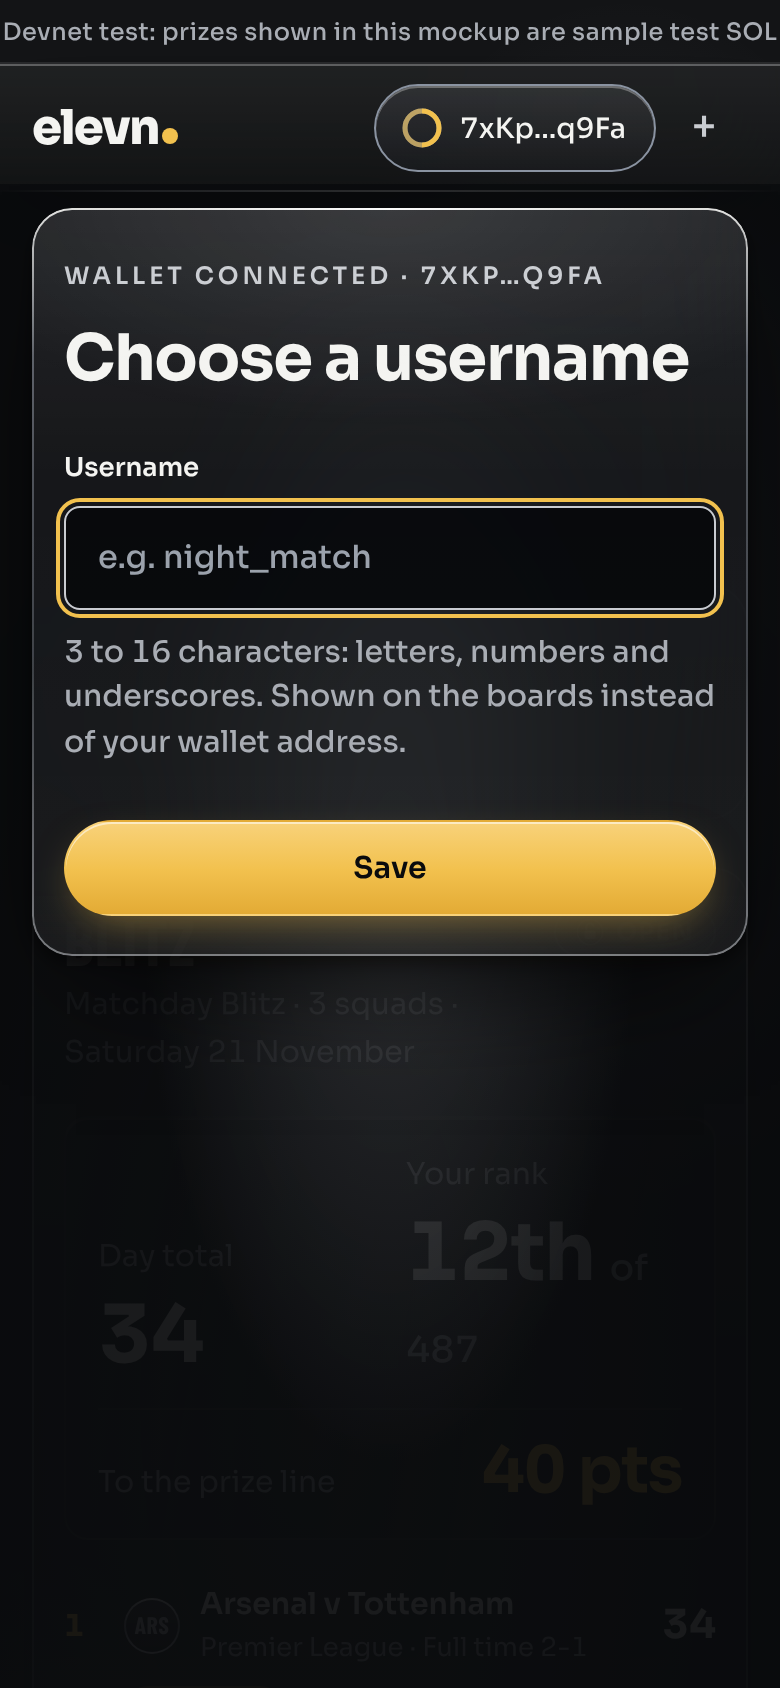 Devnet test: prizes shown in this mockup are sample test SOL
elevn.
7xKp...q9Fa
+
WALLET CONNECTED · 7XKP...Q9FA
Choose a username
Username
e.g. night_match
3 to 16 characters: letters, numbers and
underscores. Shown on the boards instead
of your wallet address.
Save
BLITZ
Matchday Blitz · 3 squads ·
Saturday 21 November
Day total
34
Your rank
12th of
487
To the prize line
40 pts
1
ARS
Arsenal v Tottenham
Premier League · Full time 2-1
34